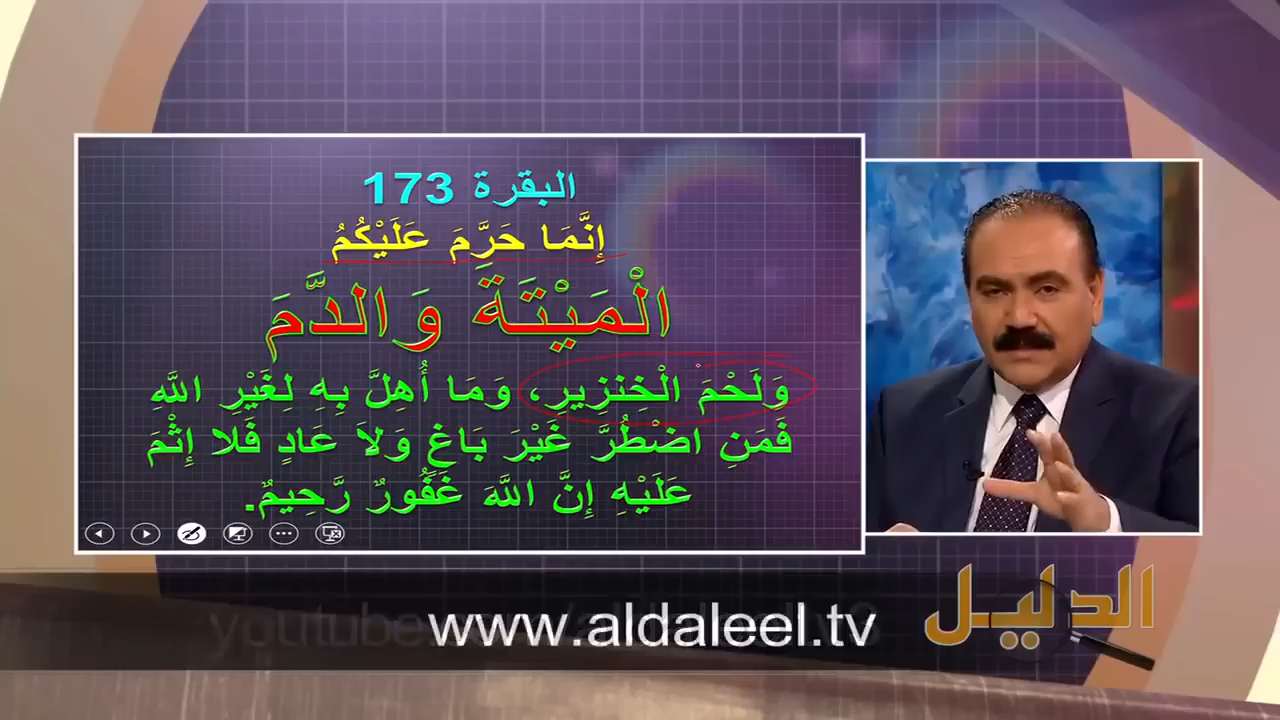 البقرة 173
إِنَّمَا حَرَّمَ عَلَيْكُمُ
الْمَيْتَةَ وَالدَّمَ
وَلَحْمَ الْخِنزِيرِ، وَمَا أُهِلَّ بِهِ لِغَيْرِ اللَّهِ
فَمَنِ اضْطُرَّ غَيْرَ بَاغٍ وَلاَ عَادٍ فَلا إِثْمَ
عَلَيْهِ إِنَّ اللَّهَ غَفُورٌ رَّحِيمٌ.
الدليل
www.aldaleel.tv